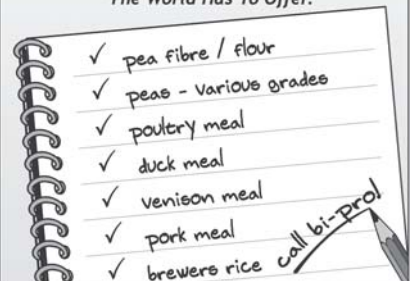 The World Has To Offer.
✓ pea fibre / flour
✓ peas - various grades
✓ poultry meal
✓ duck meal
✓ venison meal
✓ pork meal
✓ brewers rice
call bi-pro!